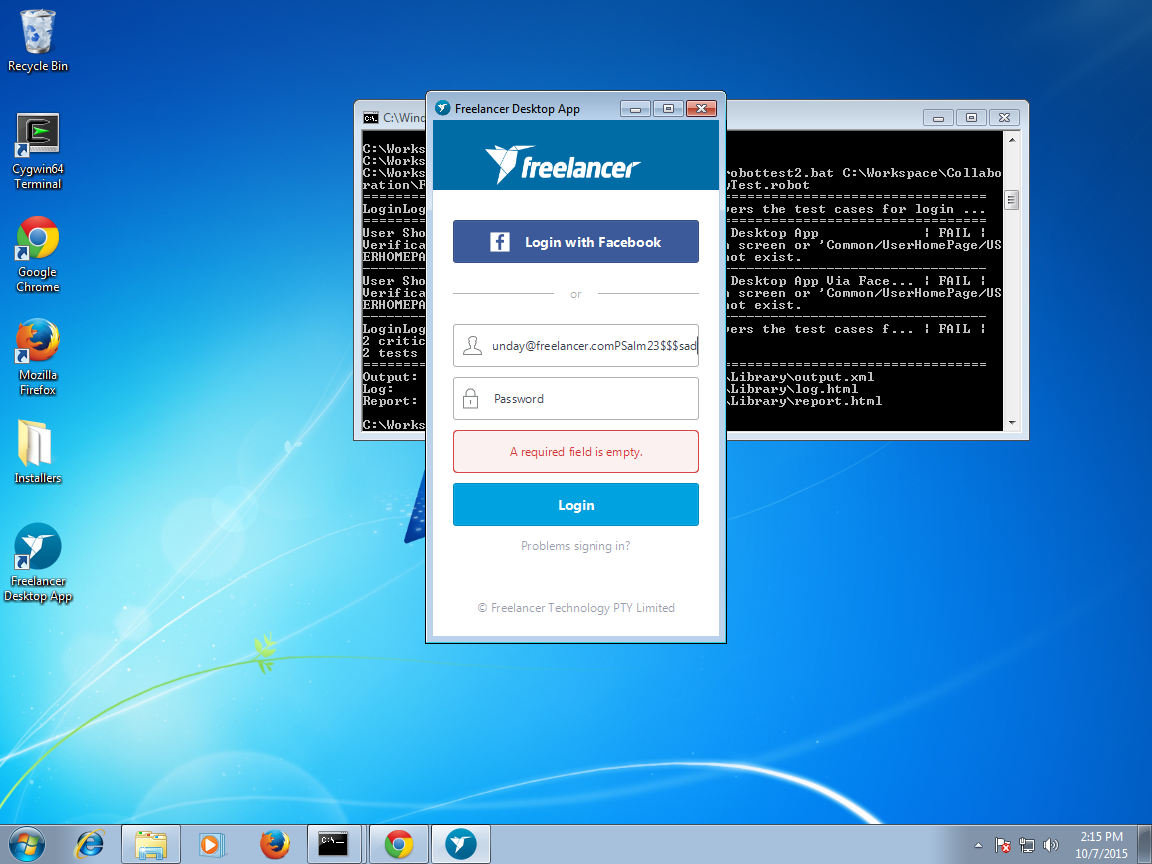 Recycle Bin
Cygwin64
Terminal
Google
Chrome
Mozilla
Firefox
Installers
Freelancer
Desktop App
C:\Wind
C:\Works
C:\Works
C:\Works robottest2.bat C:\Workspace\Collabo
ration\F Test.robot
LoginLog vers the test cases for login ...
User Sho Desktop App | FAIL |
Verifica n screen or 'Common/UserHomePage/US
ERHOMEPA not exist.
User Sho Desktop App Via Face... | FAIL |
Verifica n screen or 'Common/UserHomePage/US
ERHOMEPA not exist.
LoginLog vers the test cases f... | FAIL |
2 critic
2 tests
Output: \Library\output.xml
Log: \Library\log.html
Report: \Library\report.html
C:\Works
Freelancer Desktop App
freelancer
Login with Facebook
or
unday@freelancer.comPSalm23$$$sad
Password
A required field is empty.
Login
Problems signing in?
© Freelancer Technology PTY Limited
2:15 PM
10/7/2015